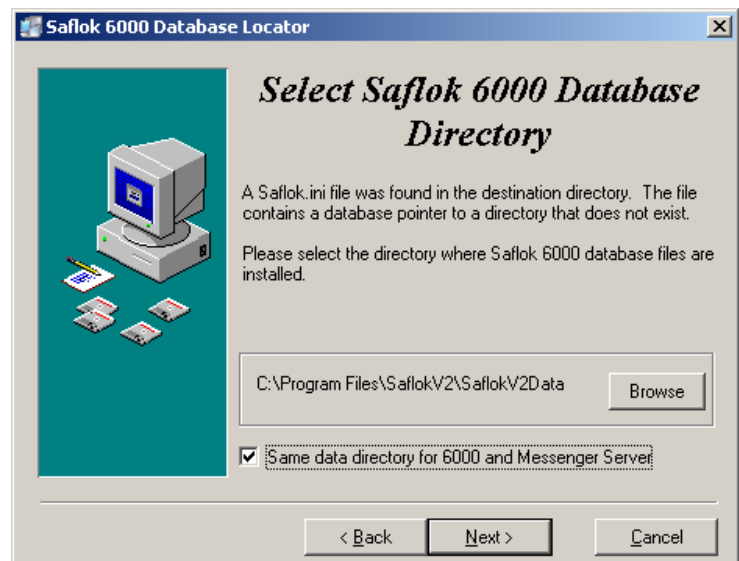 Saflok 6000 Database Locator
Select Saflok 6000 Database
Directory
A Saflok.ini file was found in the destination directory.  The file
contains a database pointer to a directory that does not exist.
Please select the directory where Saflok 6000 database files are
installed.
C:\Program Files\SaflokV2\SaflokV2Data
Browse
Same data directory for 6000 and Messenger Server
< Back
Next >
Cancel